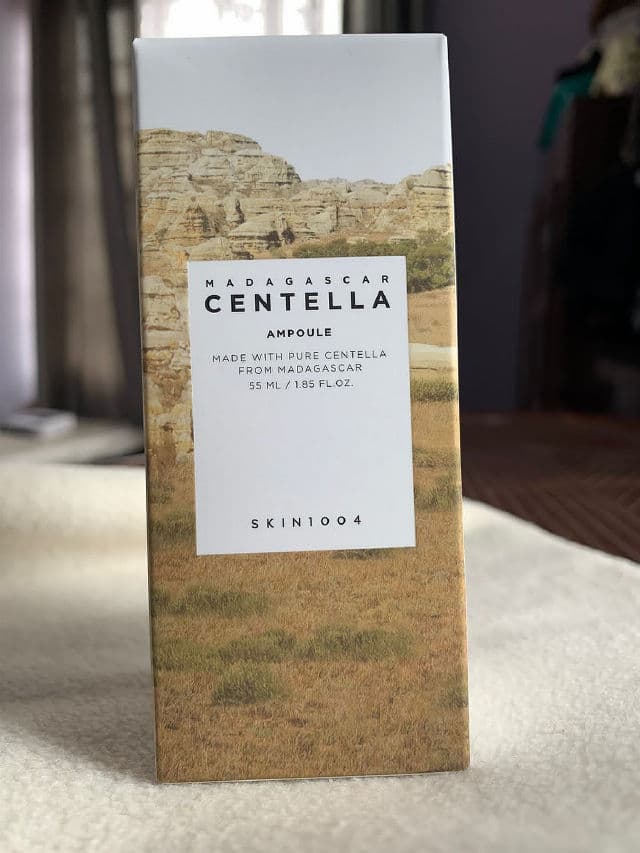 MADAGASCAR
CENTELLA
AMPOULE
MADE WITH PURE CENTELLA
FROM MADAGASCAR
55 ML / 1.85 FL.OZ.
SKIN1004